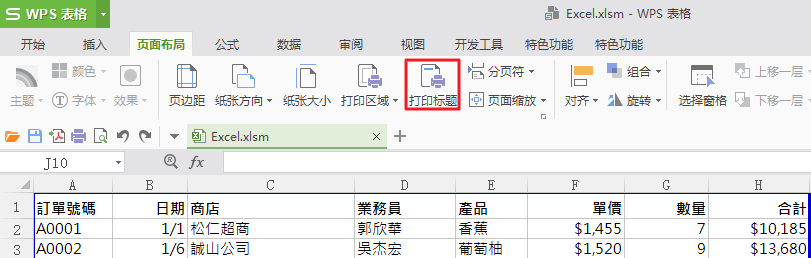 S WPS 表格 Excel.xlsm - WPS 表格
开始 插入 页面布局 公式 数据 审阅 视图 开发工具 特色功能 特色功能
颜色 分页符 组合 上移一层
主题 字体 效果 页边距 纸张方向 纸张大小 打印区域 打印标题 页面缩放 对齐 旋转 选择窗格 下移一层
Excel.xlsm
J10 fx
A B C D E F G H
1 訂單號碼 日期 商店 業務員 產品 單價 數量 合計
2 A0001 1/1 松仁超商 郭欣華 香蕉 $1,455 7 $10,185
3 A0002 1/6 誠山公司 吳杰宏 葡萄柚 $1,520 9 $13,680